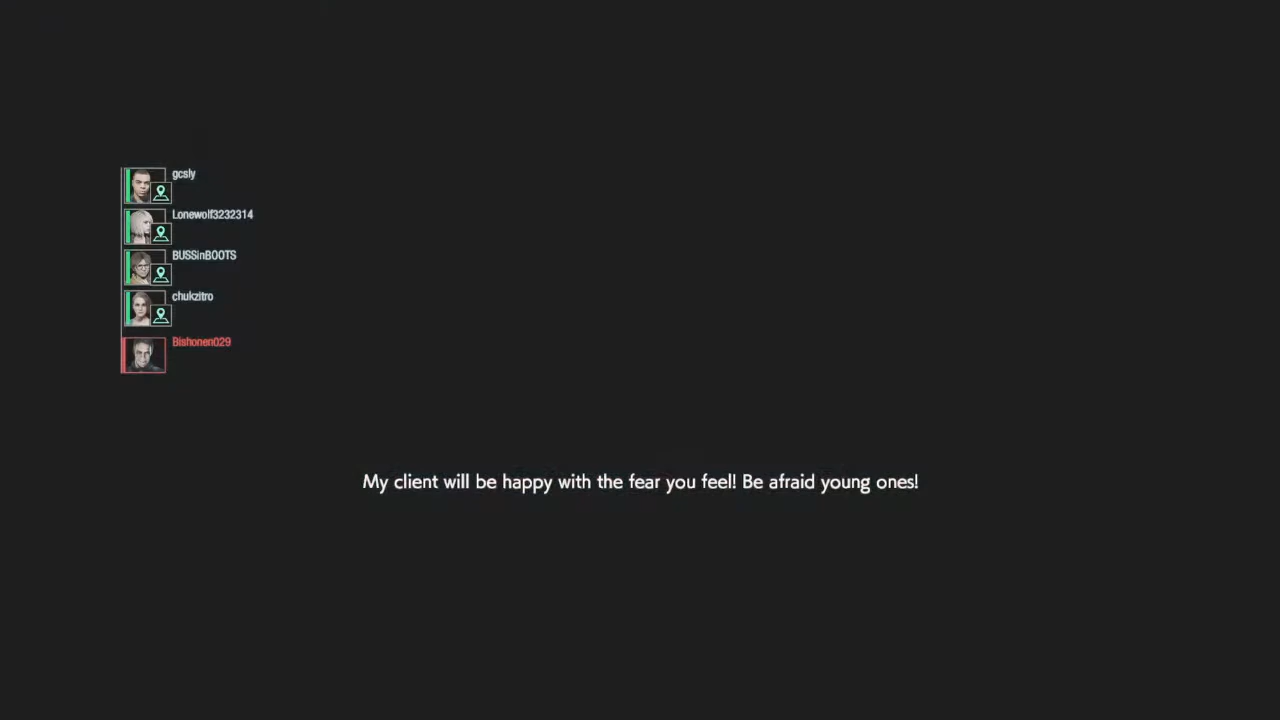 gcsly
Lonewolf3232314
BUSSinBOOTS
chukzitro
Bishonen029
My client will be happy with the fear you feel! Be afraid young ones!